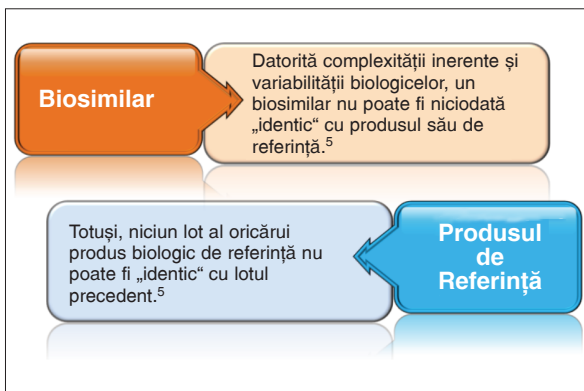 Biosimilar
Datorită complexității inerente și
variabilității biologicelor, un
biosimilar nu poate fi niciodată
„identic“ cu produsul său de
referință.5
Totuși, niciun lot al oricărui
produs biologic de referință nu
poate fi „identic“ cu lotul
precedent.5
Produsul
de
Referință